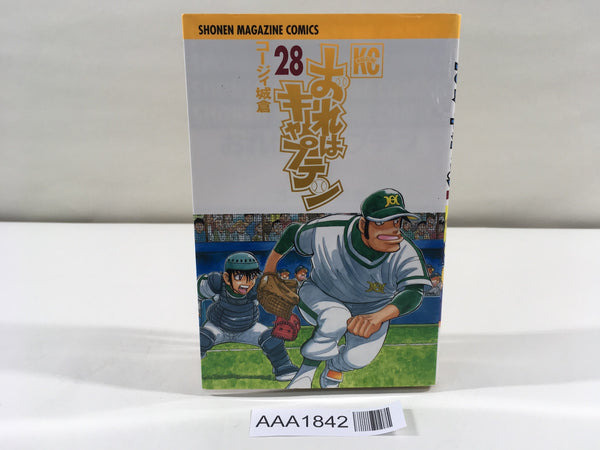 SHONEN MAGAZINE COMICS
KC
28
おれはキャプテン
コージィ城倉
H
AAA1842